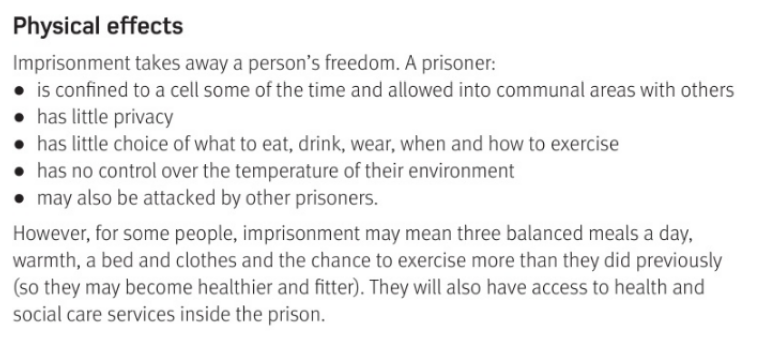 Physical effects
Imprisonment takes away a person's freedom. A prisoner:
● is confined to a cell some of the time and allowed into communal areas with others
● has little privacy
● has little choice of what to eat, drink, wear, when and how to exercise
● has no control over the temperature of their environment
● may also be attacked by other prisoners.
However, for some people, imprisonment may mean three balanced meals a day,
warmth, a bed and clothes and the chance to exercise more than they did previously
(so they may become healthier and fitter). They will also have access to health and
social care services inside the prison.